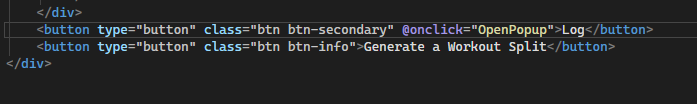 </div>
<button type="button" class="btn btn-secondary" @onclick="OpenPopup">Log</button>
<button type="button" class="btn btn-info">Generate a Workout Split</button>
</div>